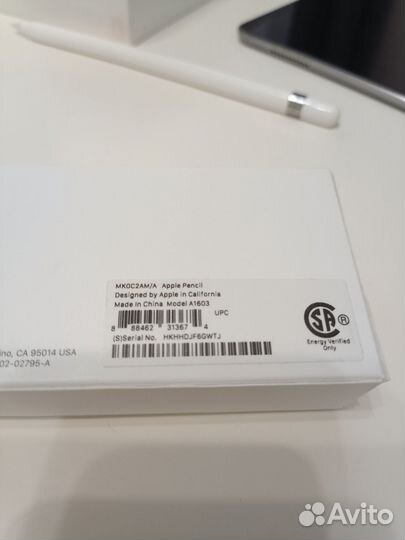 MK0C2AM/A Apple Pencil
Designed by Apple in California
Made in China Model A1603
UPC
8 88462 31367 4
(S)Serial No. HKHHDJF6GWTJ
SA ®
Energy Verified
Only
ino, CA 95014 USA
02-02795-A
Avito